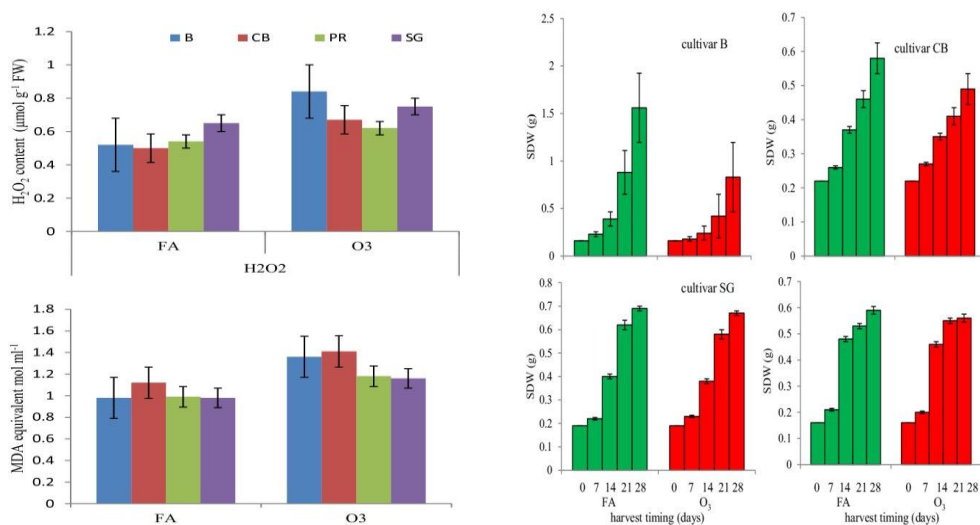 B CB PR SG
1.2
1
0.8
0.6
0.4
0.2
0
H₂O₂ content (µmol g⁻¹ FW)
FA O3
H2O2
1.8
1.6
1.4
1.2
1
0.8
0.6
0.4
0.2
0
MDA equivalent mol ml⁻¹
FA O3
cultivar B
2.5
2
1.5
1
0.5
0
SDW (g)
cultivar CB
0.7
0.6
0.5
0.4
0.3
0.2
0.1
0
SDW (g)
cultivar SG
0.8
0.7
0.6
0.5
0.4
0.3
0.2
0.1
0
SDW (g)
0 7 14 21 28 0 7 14 21 28
FA O₃
harvest timing (days)
0.7
0.6
0.5
0.4
0.3
0.2
0.1
0
SDW (g)
0 7 14 21 28 0 7 14 21 28
FA O₃
harvest timing (days)